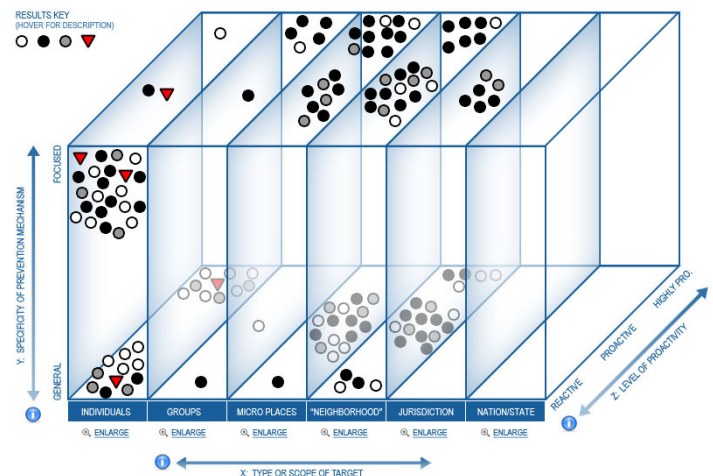 RESULTS KEY
(HOVER FOR DESCRIPTION)
Y: SPECIFICITY OF PREVENTION MECHANISM
FOCUSED
GENERAL
HIGHLY PRO.
PROACTIVE
REACTIVE
Z: LEVEL OF PROACTIVITY
INDIVIDUALS GROUPS MICRO PLACES "NEIGHBORHOOD" JURISDICTION NATION/STATE
ENLARGE ENLARGE ENLARGE ENLARGE ENLARGE ENLARGE
X: TYPE OR SCOPE OF TARGET